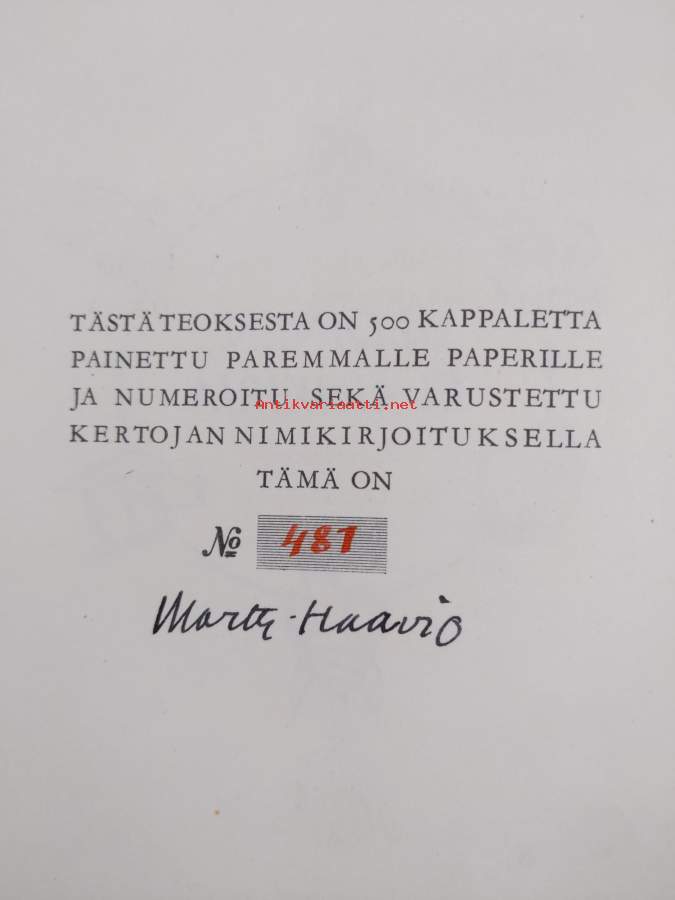 TÄSTÄ TEOKSESTA ON 500 KAPPALETTA
PAINETTU PAREMMALLE PAPERILLE
JA NUMEROITU SEKÄ VARUSTETTU
Antikvariaatti.net
KERTOJAN NIMIKIRJOITUKSELLA
TÄMÄ ON
No 481
Martti Haavio